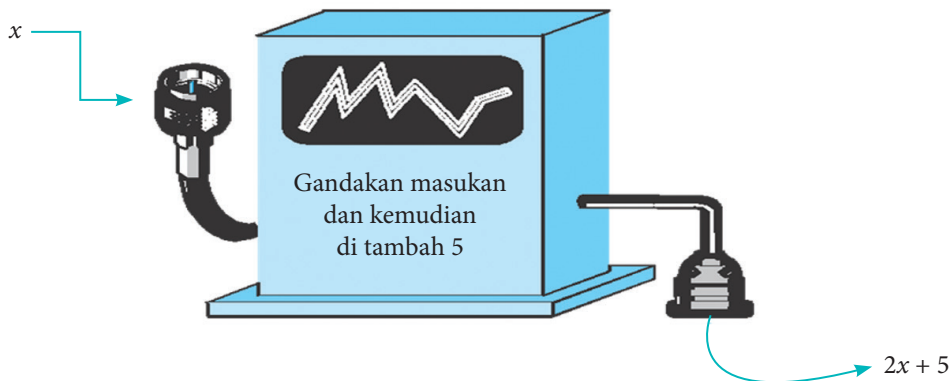 x
Gandakan masukan
dan kemudian
di tambah 5
2x + 5